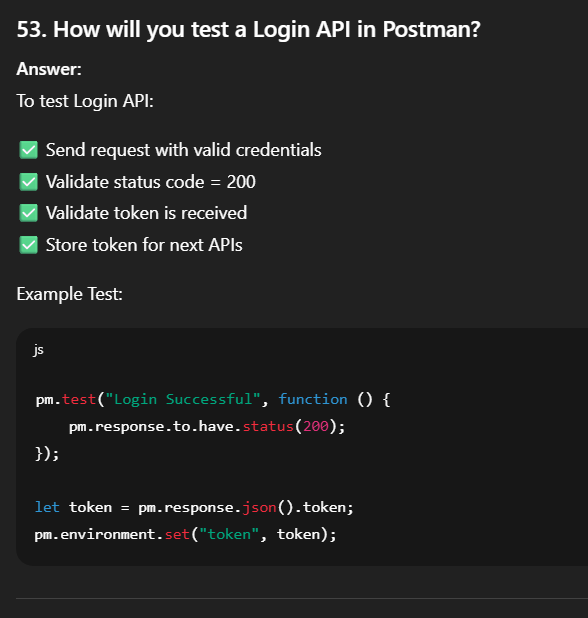 53. How will you test a Login API in Postman?
Answer:
To test Login API:
✅ Send request with valid credentials
✅ Validate status code = 200
✅ Validate token is received
✅ Store token for next APIs
Example Test:
js
pm.test("Login Successful", function () {
    pm.response.to.have.status(200);
});
let token = pm.response.json().token;
pm.environment.set("token", token);